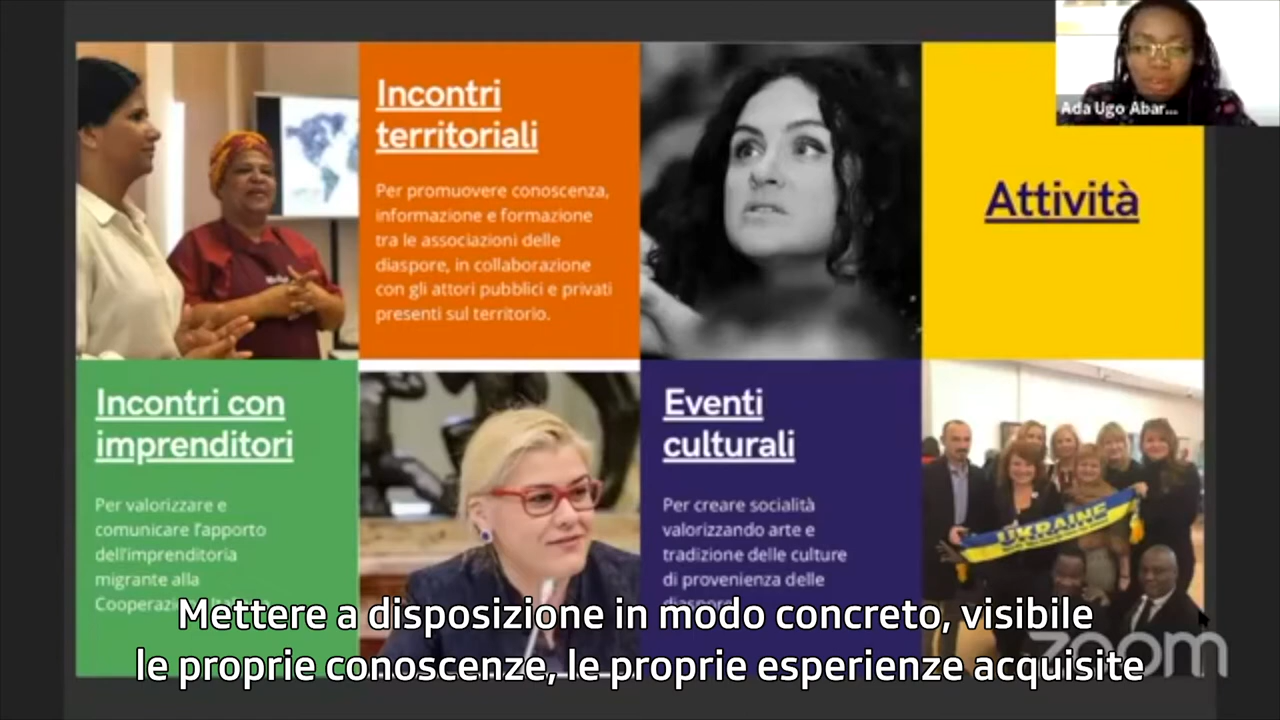 Ada Ugo Abar...
Incontri
territoriali
Per promuovere conoscenza,
informazione e formazione
tra le associazioni delle
diaspore, in collaborazione
con gli attori pubblici e privati
presenti sul territorio.
Attività
Incontri con
imprenditori
Per valorizzare e
comunicare l'apporto
dell'imprenditoria
migrante alla
Eventi
culturali
Per creare socialità
valorizzando arte e
tradizione delle culture
di provenienza delle
diaspore
UKRAINE
Mettere a disposizione in modo concreto, visibile
le proprie conoscenze, le proprie esperienze acquisite
zoom